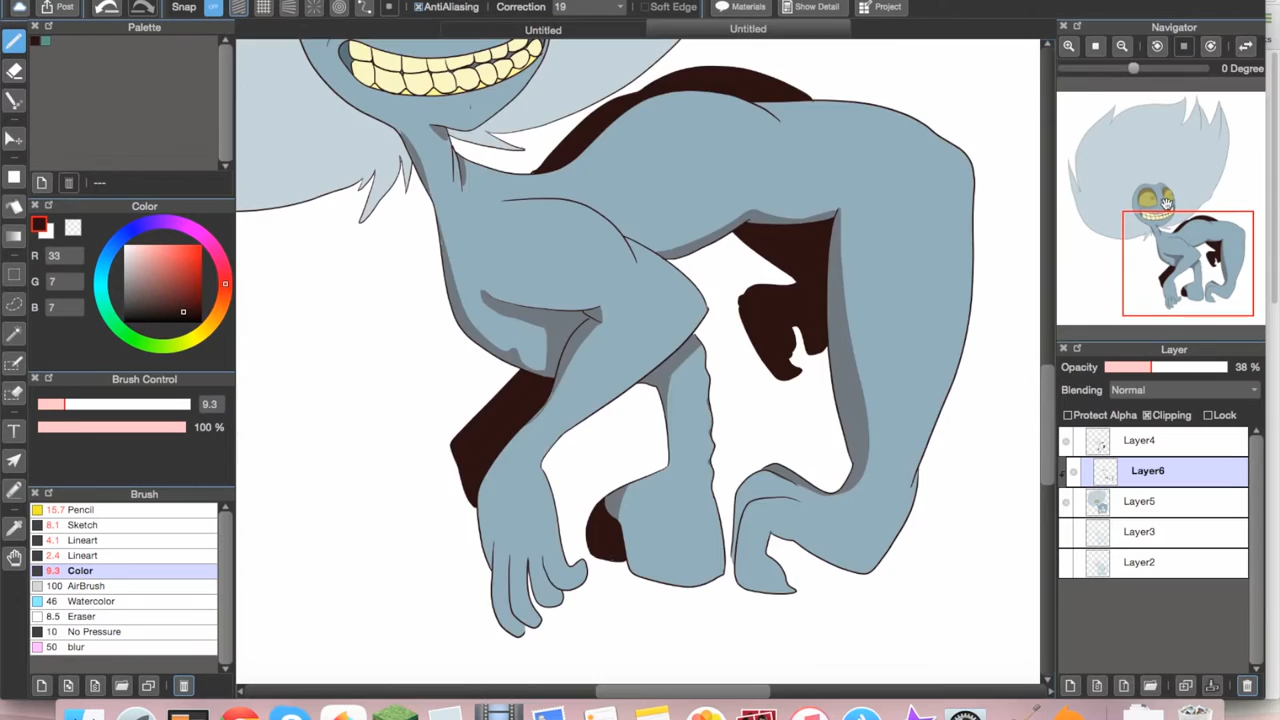 Post
Snap
AntiAliasing
Correction
19
Soft Edge
Materials
Show Detail
Project
Palette
Untitled
Untitled
Navigator
0 Degree
---
Color
R 33
G 7
B 7
Brush Control
9.3
100 %
Layer
Opacity 38 %
Blending Normal
Protect Alpha Clipping Lock
Layer4
Layer6
Layer5
Layer3
Layer2
Brush
15.7 Pencil
8.1 Sketch
4.1 Lineart
2.4 Lineart
9.3 Color
100 AirBrush
46 Watercolor
8.5 Eraser
10 No Pressure
50 blur